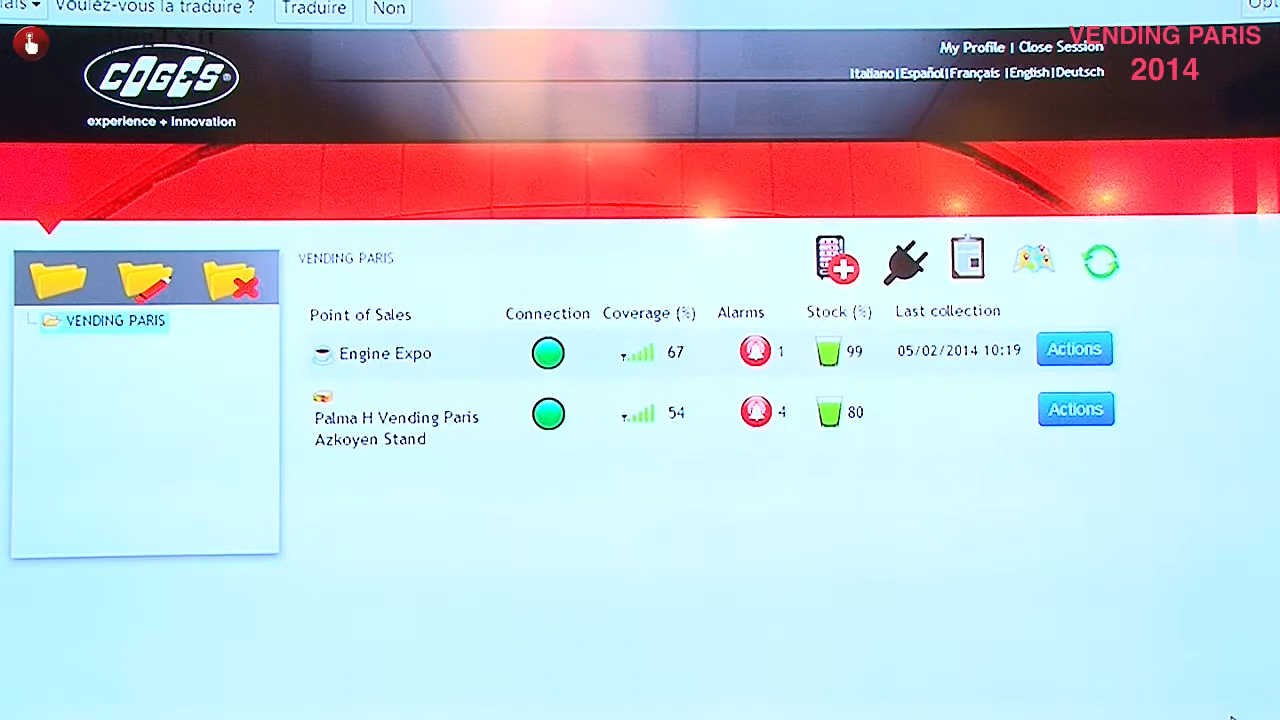 Voulez-vous la traduire ? Traduire Non
VENDING PARIS
2014
My Profile | Close Session
Italiano|Español|Français |English|Deutsch
COGES®
experience + innovation
VENDING PARIS
VENDING PARIS
Point of Sales Connection Coverage (%) Alarms Stock (%) Last collection
Engine Expo 67 1 99 05/02/2014 10:19 Actions
Palma H Vending Paris 54 4 80 Actions
Azkoyen Stand